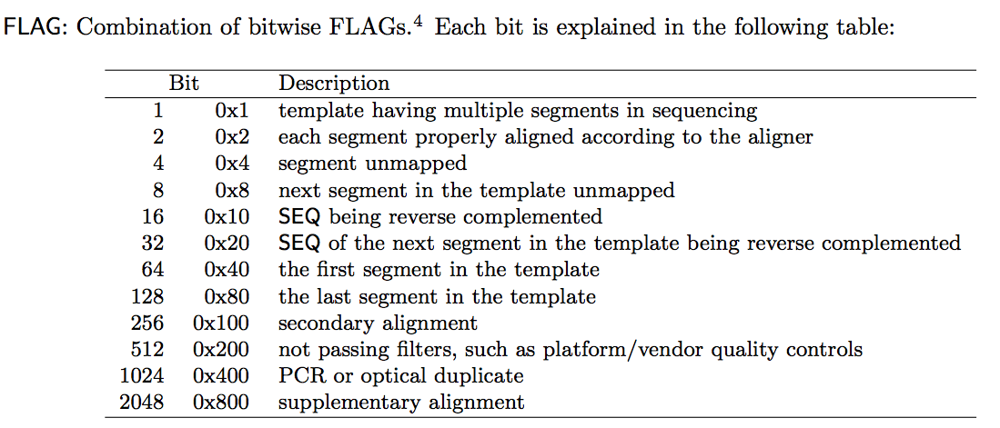 FLAG: Combination of bitwise FLAGs.4 Each bit is explained in the following table:
Bit Description
1 0x1 template having multiple segments in sequencing
2 0x2 each segment properly aligned according to the aligner
4 0x4 segment unmapped
8 0x8 next segment in the template unmapped
16 0x10 SEQ being reverse complemented
32 0x20 SEQ of the next segment in the template being reverse complemented
64 0x40 the first segment in the template
128 0x80 the last segment in the template
256 0x100 secondary alignment
512 0x200 not passing filters, such as platform/vendor quality controls
1024 0x400 PCR or optical duplicate
2048 0x800 supplementary alignment